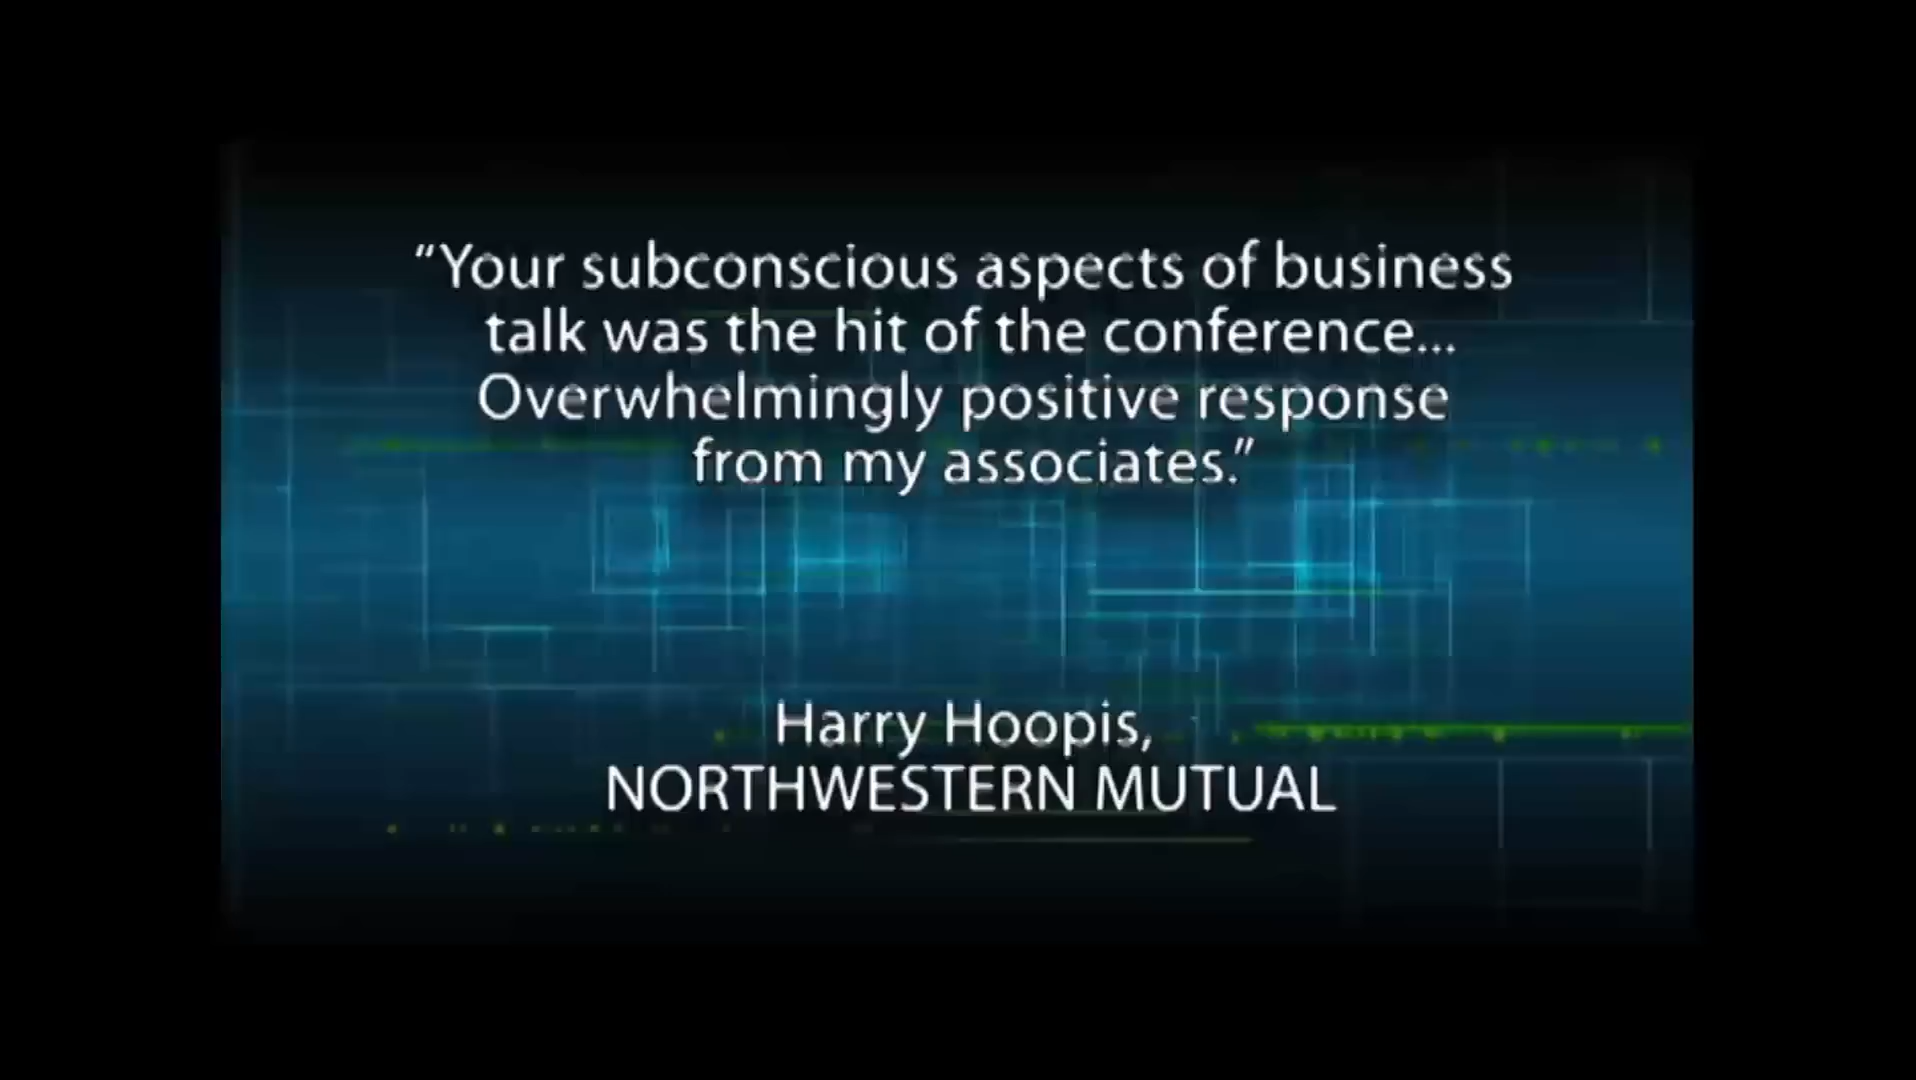 “Your subconscious aspects of business
talk was the hit of the conference...
Overwhelmingly positive response
from my associates.”
Harry Hoopis,
NORTHWESTERN MUTUAL